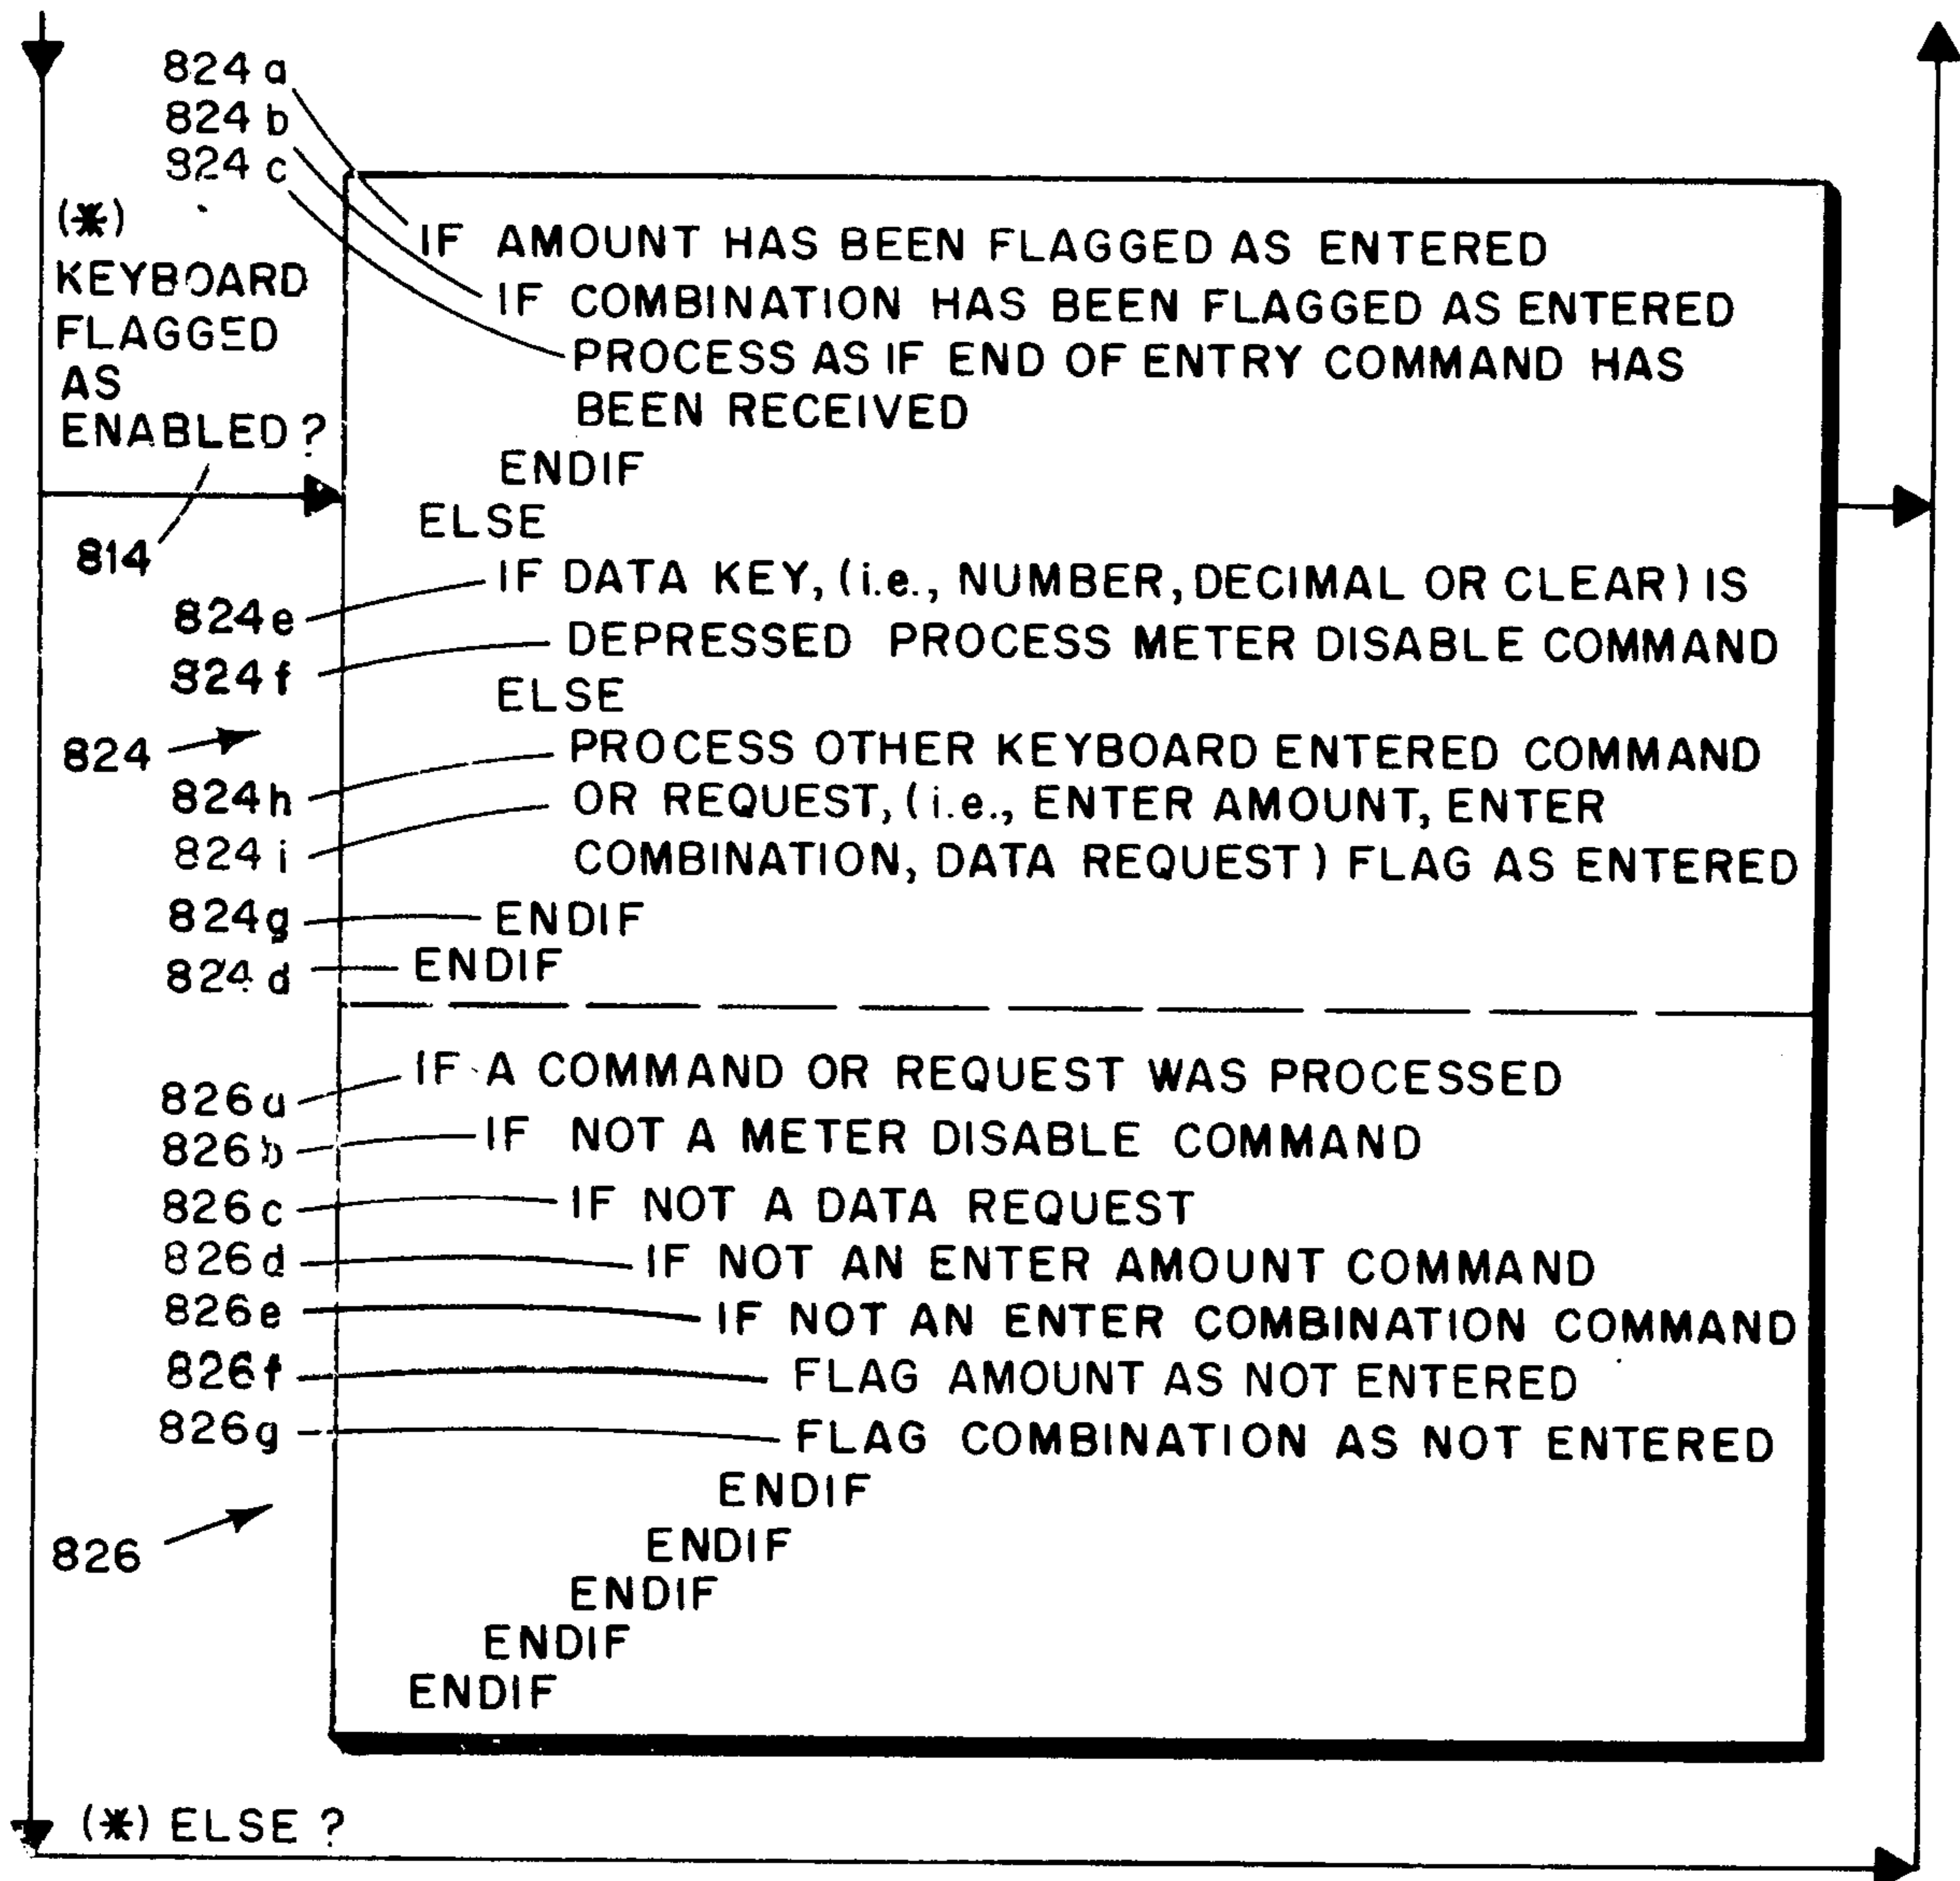 824 a
824 b
824 c
(*)
KEYBOARD
FLAGGED
AS
ENABLED ?
814
IF AMOUNT HAS BEEN FLAGGED AS ENTERED
IF COMBINATION HAS BEEN FLAGGED AS ENTERED
PROCESS AS IF END OF ENTRY COMMAND HAS
BEEN RECEIVED
ENDIF
ELSE
824e IF DATA KEY, (i.e., NUMBER, DECIMAL OR CLEAR) IS
824f DEPRESSED PROCESS METER DISABLE COMMAND
ELSE
824
824h PROCESS OTHER KEYBOARD ENTERED COMMAND
824i OR REQUEST, (i.e., ENTER AMOUNT, ENTER
COMBINATION, DATA REQUEST) FLAG AS ENTERED
824g ENDIF
824d ENDIF
826a IF A COMMAND OR REQUEST WAS PROCESSED
826b IF NOT A METER DISABLE COMMAND
826c IF NOT A DATA REQUEST
826d IF NOT AN ENTER AMOUNT COMMAND
826e IF NOT AN ENTER COMBINATION COMMAND
826f FLAG AMOUNT AS NOT ENTERED
826g FLAG COMBINATION AS NOT ENTERED
ENDIF
826
ENDIF
ENDIF
ENDIF
ENDIF
(*) ELSE ?